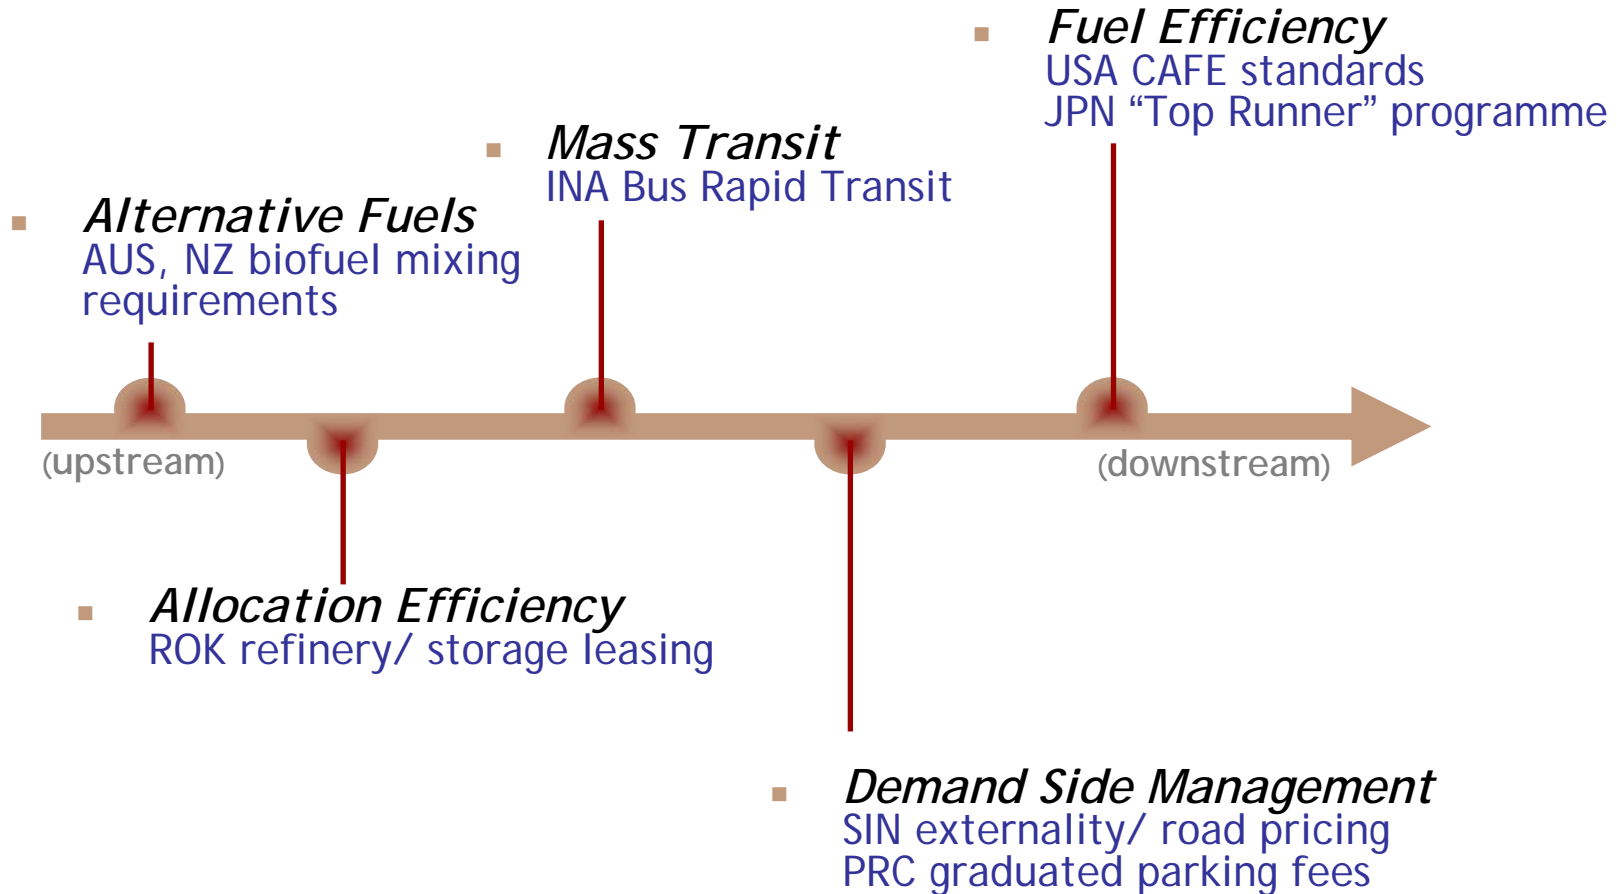 Fuel Efficiency
USA CAFE standards
JPN “Top Runner” programme
Mass Transit
INA Bus Rapid Transit
Alternative Fuels
AUS, NZ biofuel mixing
requirements
(upstream)
(downstream)
Allocation Efficiency
ROK refinery/ storage leasing
Demand Side Management
SIN externality/ road pricing
PRC graduated parking fees